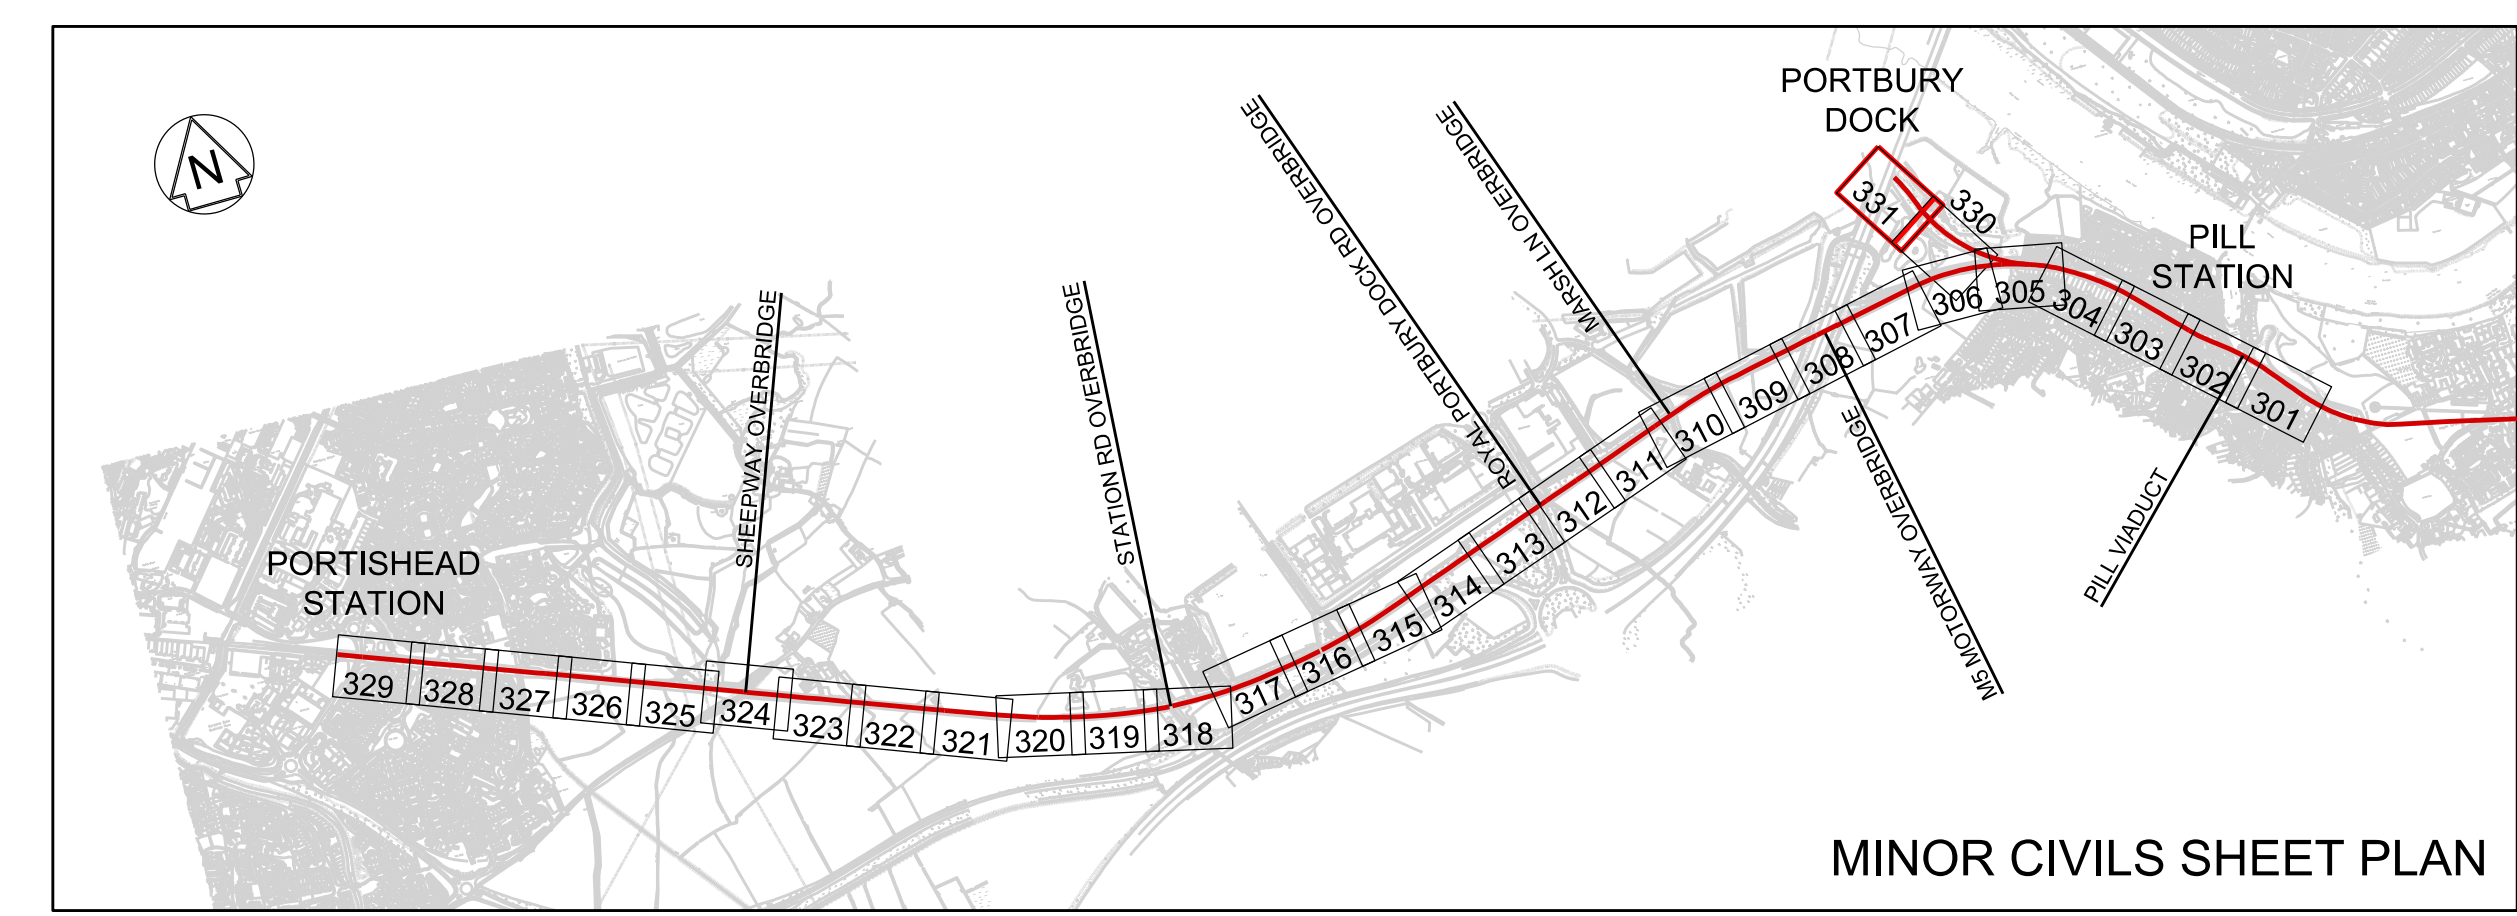 N
PORTBURY
DOCK
PILL
STATION
PORTISHEAD
STATION
SHEEPWAY OVERBRIDGE
STATION RD OVERBRIDGE
ROYAL PORTBURY DOCK RD OVERBRIDGE
MARSH LN OVERBRIDGE
M5 MOTORWAY OVERBRIDGE
PILL VIADUCT
329
328
327
326
325
324
323
322
321
320
319
318
317
316
315
314
313
312
311
310
309
308
307
306
305
304
303
302
301
331
330
MINOR CIVILS SHEET PLAN